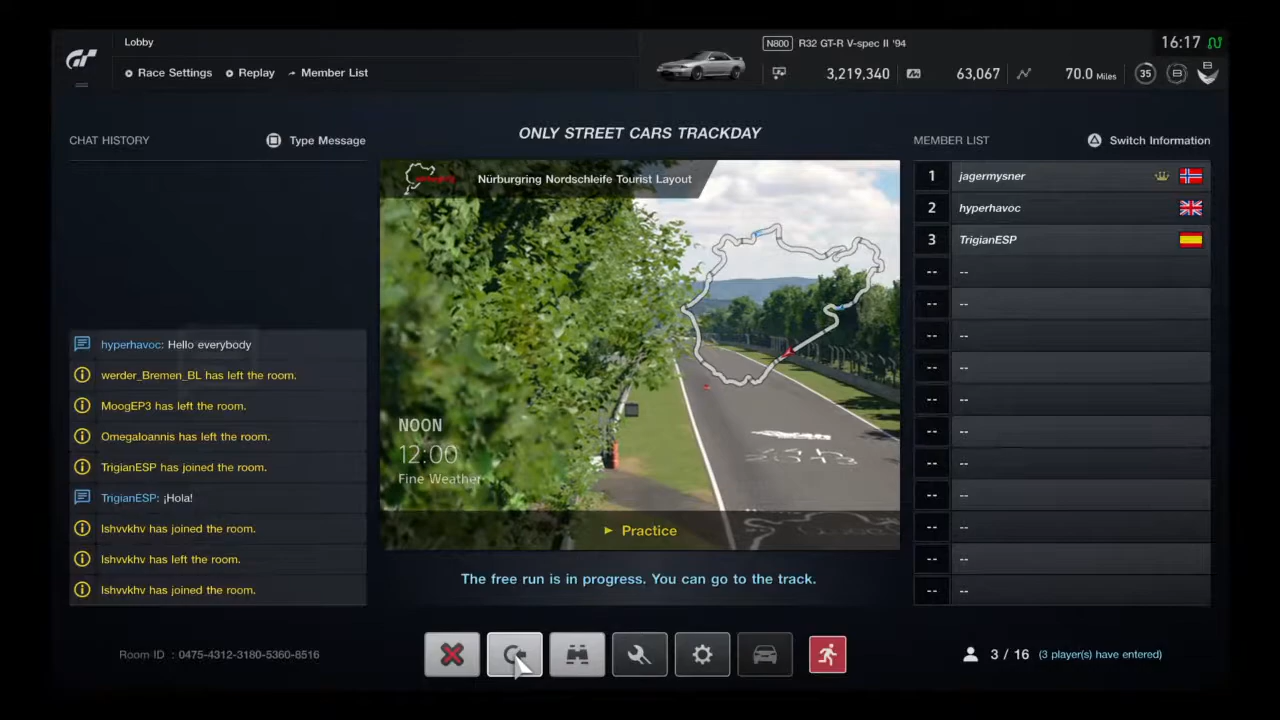 Lobby
Race Settings
Replay
Member List
N800 R32 GT-R V-spec II '94
3,219,340
63,067
70.0 Miles
35
B
B
16:17
CHAT HISTORY
Type Message
hyperhavoc: Hello everybody
werder_Bremen_BL has left the room.
MoogEP3 has left the room.
Omegaloannis has left the room.
TrigianESP has joined the room.
TrigianESP: ¡Hola!
Ishvvkhv has joined the room.
Ishvvkhv has left the room.
Ishvvkhv has joined the room.
Room ID : 0475-4312-3180-5360-8516
ONLY STREET CARS TRACKDAY
Nürburgring Nordschleife Tourist Layout
NOON
12:00
Fine Weather
Practice
The free run is in progress. You can go to the track.
MEMBER LIST
Switch Information
1 jagermysner
2 hyperhavoc
3 TrigianESP
-- --
-- --
-- --
-- --
-- --
-- --
-- --
-- --
-- --
-- --
-- --
3 / 16 (3 player(s) have entered)